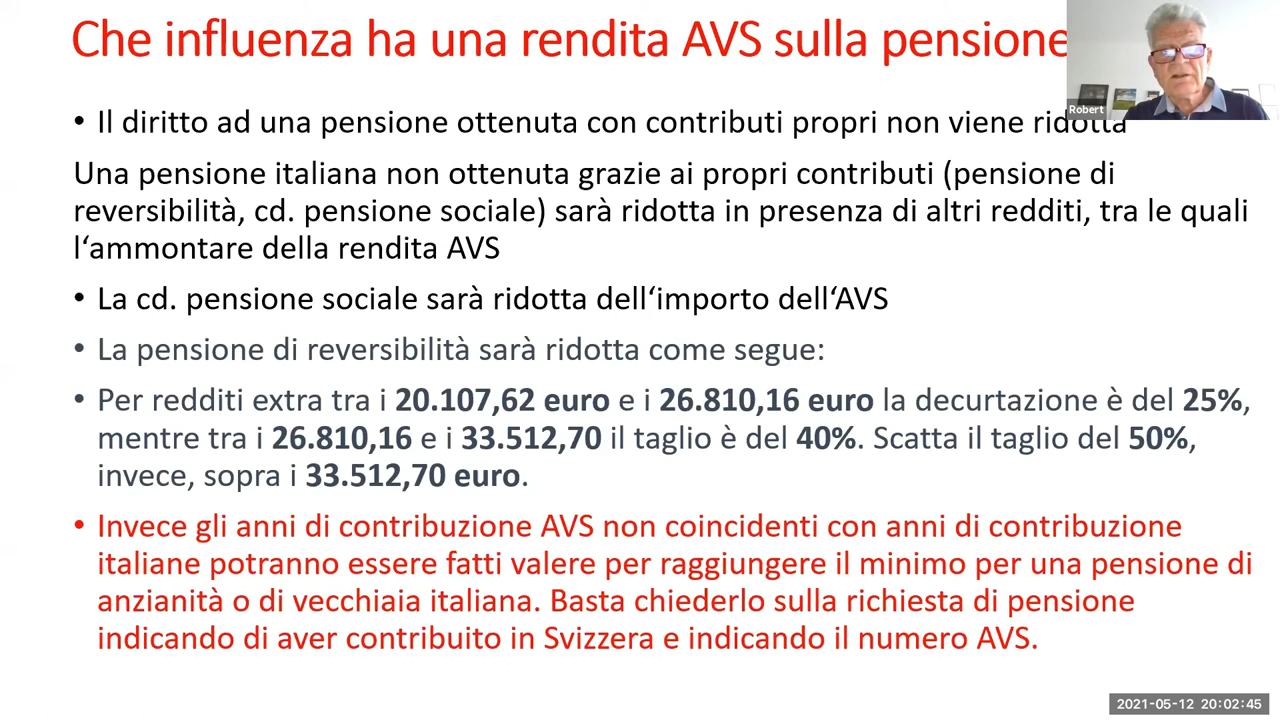 Che influenza ha una rendita AVS sulla pensione
Robert
• Il diritto ad una pensione ottenuta con contributi propri non viene ridotta
Una pensione italiana non ottenuta grazie ai propri contributi (pensione di
reversibilità, cd. pensione sociale) sarà ridotta in presenza di altri redditi, tra le quali
l‘ammontare della rendita AVS
• La cd. pensione sociale sarà ridotta dell‘importo dell‘AVS
• La pensione di reversibilità sarà ridotta come segue:
• Per redditi extra tra i 20.107,62 euro e i 26.810,16 euro la decurtazione è del 25%,
mentre tra i 26.810,16 e i 33.512,70 il taglio è del 40%. Scatta il taglio del 50%,
invece, sopra i 33.512,70 euro.
• Invece gli anni di contribuzione AVS non coincidenti con anni di contribuzione
italiane potranno essere fatti valere per raggiungere il minimo per una pensione di
anzianità o di vecchiaia italiana. Basta chiederlo sulla richiesta di pensione
indicando di aver contribuito in Svizzera e indicando il numero AVS.
2021-05-12 20:02:45